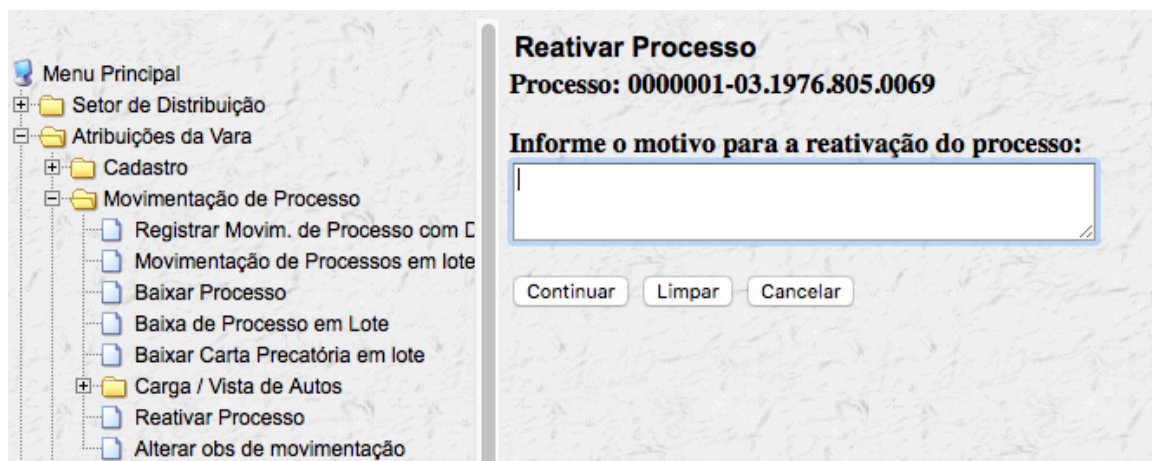 Menu Principal
Setor de Distribuição
Atribuições da Vara
Cadastro
Movimentação de Processo
Registrar Movim. de Processo com
Movimentação de Processos em lote
Baixar Processo
Baixa de Processo em Lote
Baixar Carta Precatória em lote
Carga / Vista de Autos
Reativar Processo
Alterar obs de movimentação
Reativar Processo
Processo: 0000001-03.1976.805.0069
Informe o motivo para a reativação do processo:
Continuar Limpar Cancelar